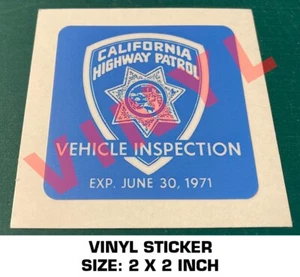 CALIFORNIA
HIGHWAY PATROL
VEHICLE INSPECTION
EXP. JUNE 30, 1971
VINYL
VINYL STICKER
SIZE: 2 X 2 INCH